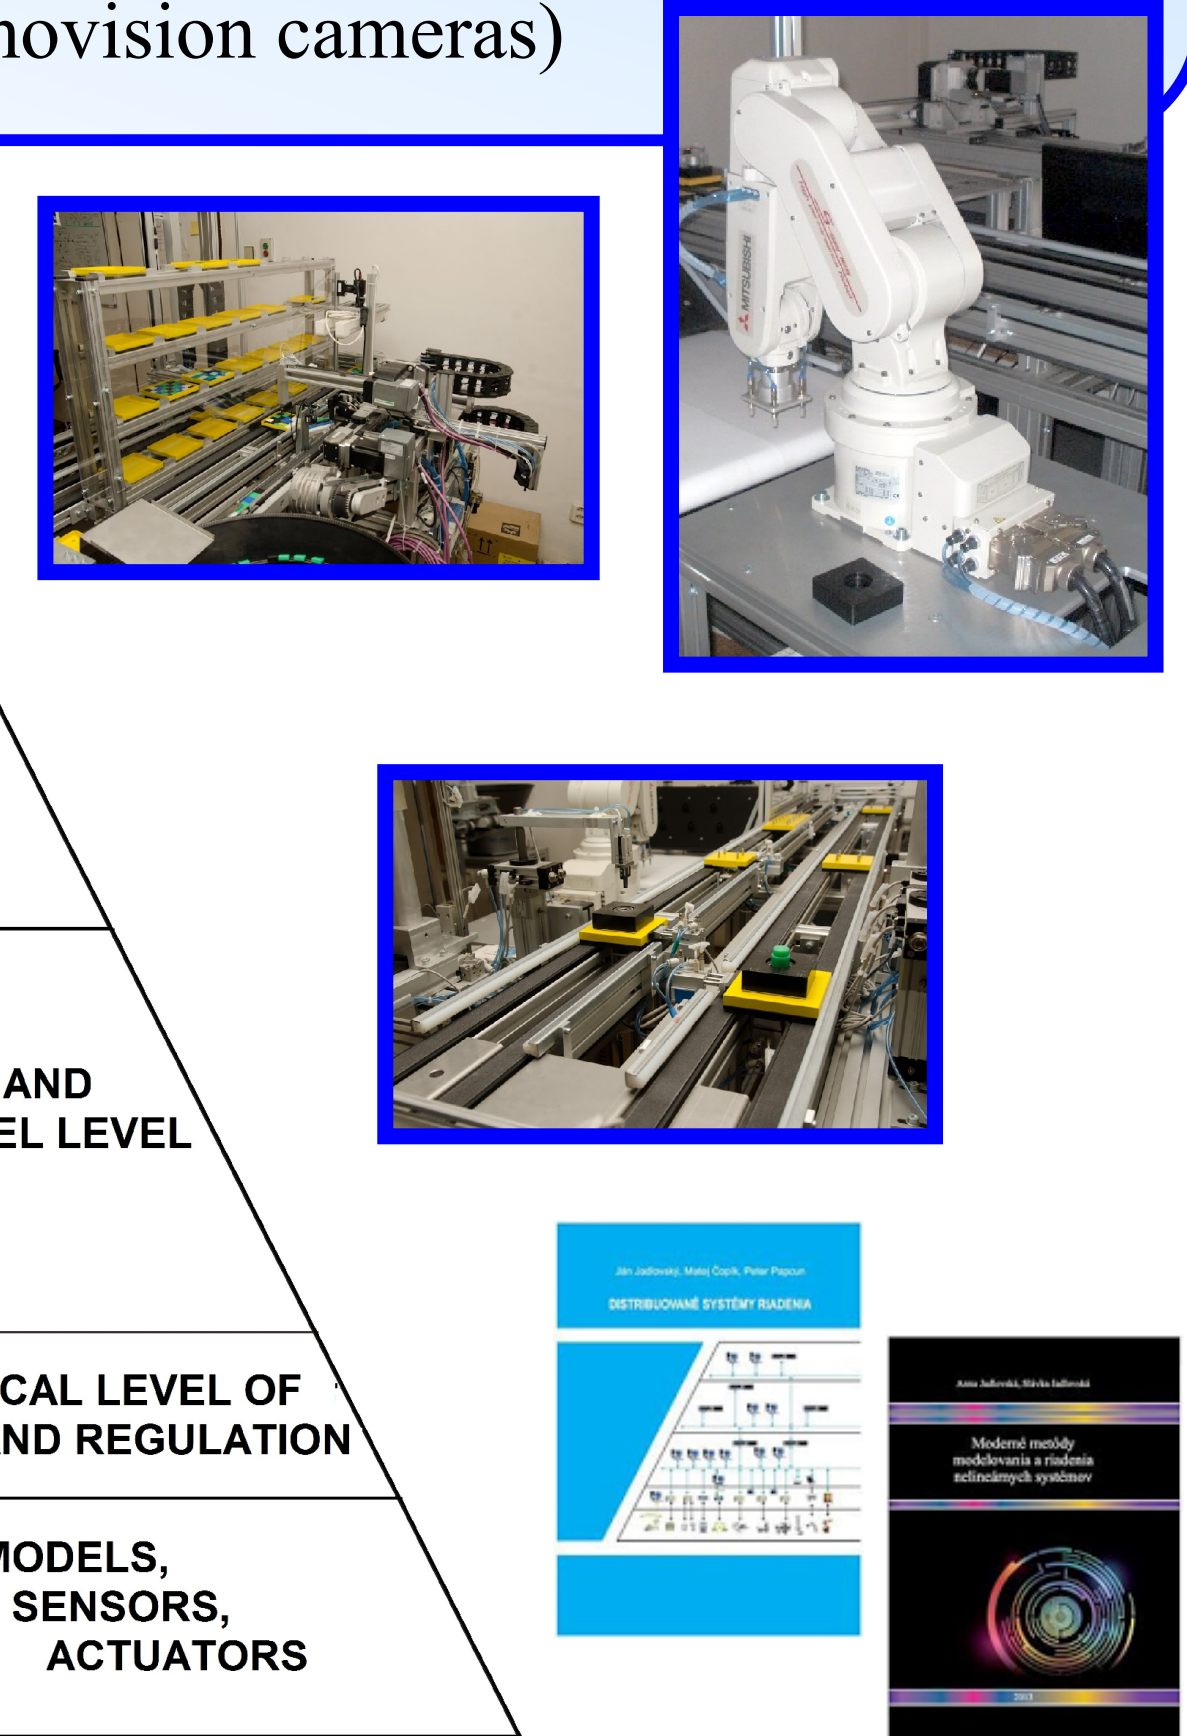 novision cameras)
MITSUBISHI
AND
EL LEVEL
CAL LEVEL OF
ND REGULATION
MODELS,
SENSORS,
ACTUATORS
Ján Jadlovský, Matej Čopík, Peter Papcun
DISTRIBUOVANÉ SYSTÉMY RIADENIA
Anna Jadlovská, Slávka Jadlovská
Moderné metódy
modelovania a riadenia
nelineárnych systémov
2013